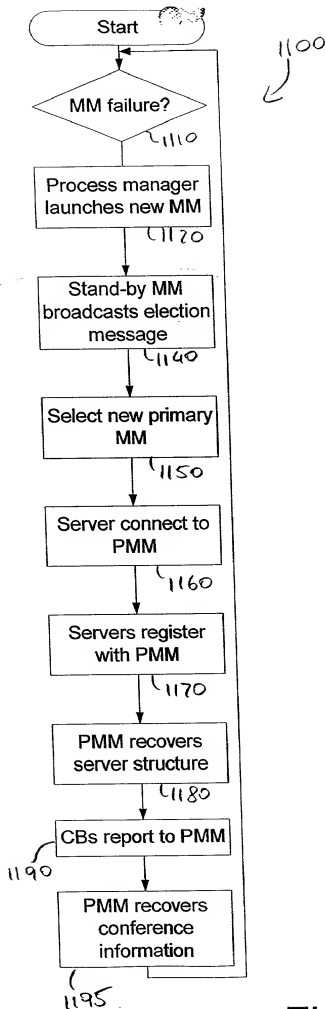 Start
1100
MM failure?
1110
Process manager
launches new MM
1120
Stand-by MM
broadcasts election
message
1140
Select new primary
MM
1150
Server connect to
PMM
1160
Servers register
with PMM
1170
PMM recovers
server structure
1180
CBs report to PMM
1190
PMM recovers
conference
information
1195